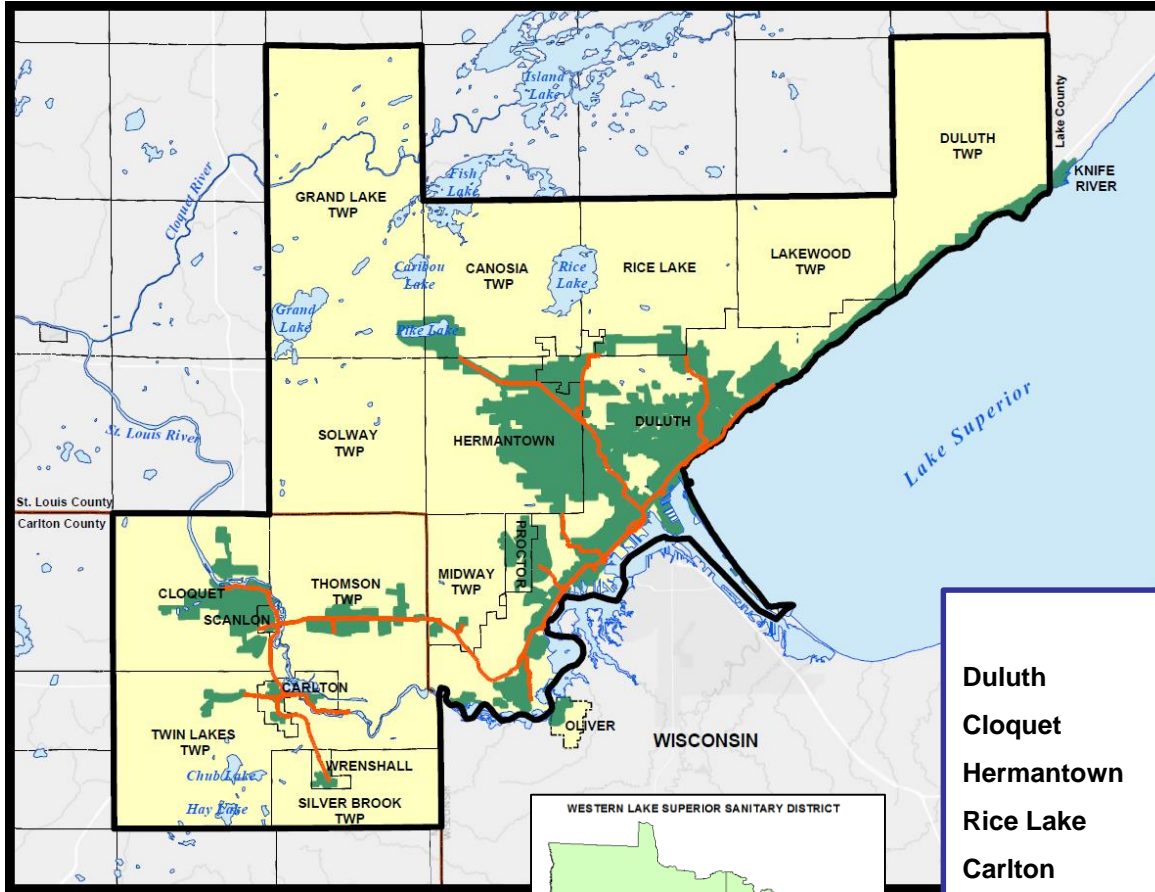 Island
Lake
DULUTH
TWP
Lake County
KNIFE
RIVER
Cloquet River
Fish
Lake
GRAND LAKE
TWP
Caribou
Lake
CANOSIA
TWP
Rice
Lake
RICE LAKE
LAKEWOOD
TWP
Grand
Lake
Pike Lake
St. Louis River
SOLWAY
TWP
HERMANTOWN
DULUTH
Lake Superior
St. Louis County
Carlton County
PROCTOR
CLOQUET
SCANLON
THOMSON
TWP
MIDWAY
TWP
CARLTON
TWIN LAKES
TWP
OLIVER
WISCONSIN
Chub Lake
WRENSHALL
Hay Lake
SILVER BROOK
TWP
WESTERN LAKE SUPERIOR SANITARY DISTRICT
Duluth
Cloquet
Hermantown
Rice Lake
Carlton